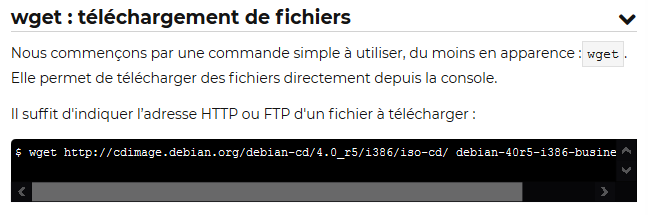 wget : téléchargement de fichiers
Nous commençons par une commande simple à utiliser, du moins en apparence : wget .
Elle permet de télécharger des fichiers directement depuis la console.
Il suffit d'indiquer l'adresse HTTP ou FTP d'un fichier à télécharger :
$ wget http://cdimage.debian.org/debian-cd/4.0_r5/i386/iso-cd/ debian-40r5-i386-busine